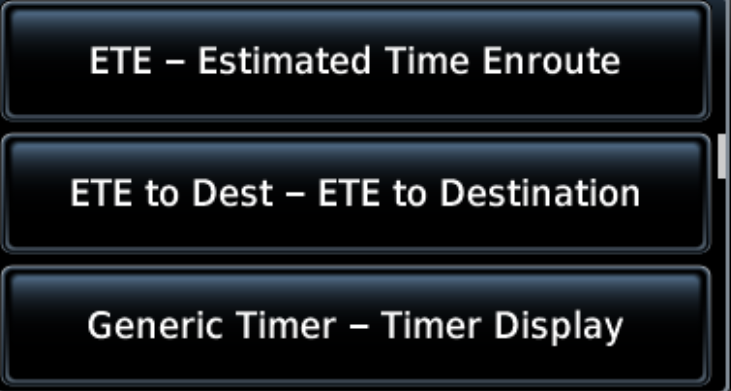 ETE – Estimated Time Enroute
ETE to Dest – ETE to Destination
Generic Timer – Timer Display